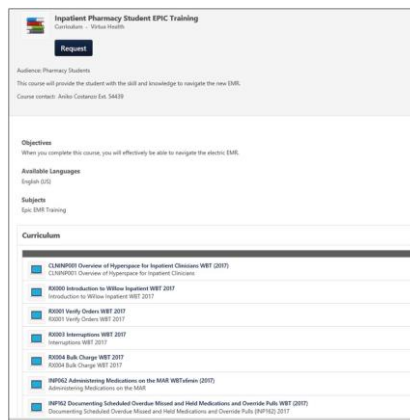 Inpatient Pharmacy Student EPIC Training
Curriculum - Virtua Health
Request
Audience: Pharmacy Students
This course will provide the student with the skill and knowledge to navigate the new EMR.
Course contact: Aniko Costanzo Ext. 54439
Objectives
When you complete this course, you will effectively be able to navigate the electric EMR.
Available Languages
English (US)
Subjects
Epic EMR Training
Curriculum
CLNINP001 Overview of Hyperspace for Inpatient Clinicians WBT (2017)
CLNINP001 Overview of Hyperspace for Inpatient Clinicians
RX000 Introduction to Willow Inpatient WBT 2017
Introduction to Willow Inpatient WBT 2017
RX001 Verify Orders WBT 2017
RX001 Verify Orders WBT 2017
RX003 Interruptions WBT 2017
Interruptions WBT 2017
RX004 Bulk Charge WBT 2017
RX004 Bulk Charge WBT 2017
INP062 Administering Medications on the MAR (2017)
Administering Medications on the MAR
INP162 Documenting Scheduled Overdue Missed and Held Medications and Override Pulls WBT (2017)
Documenting Scheduled Overdue Missed and Held Medications and Override Pulls (INP162) 2017